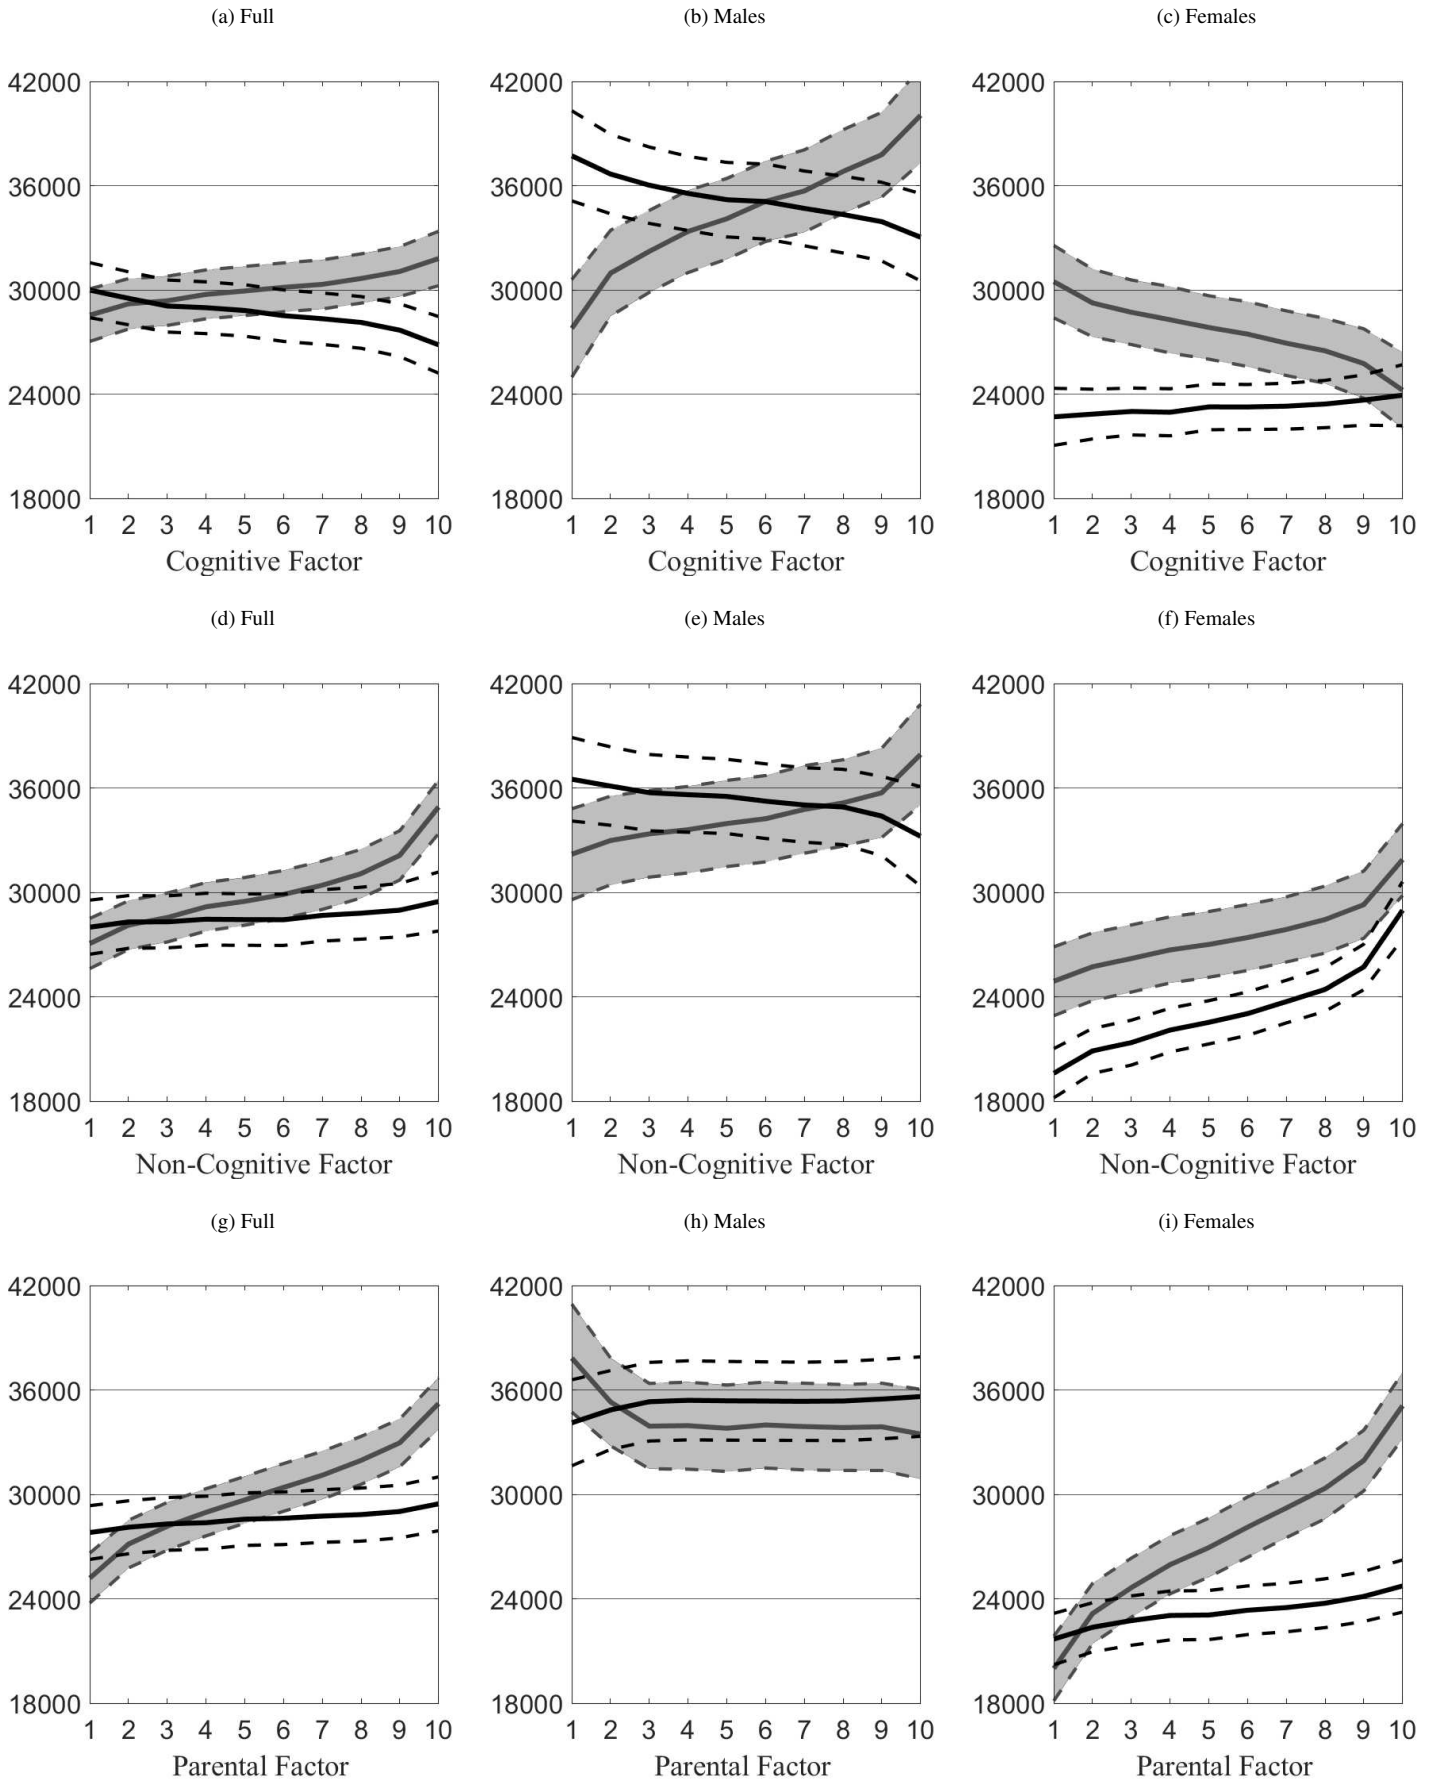 (a) Full
(b) Males
(c) Females
42000
36000
30000
24000
18000
1 2 3 4 5 6 7 8 9 10
Cognitive Factor
42000
36000
30000
24000
18000
1 2 3 4 5 6 7 8 9 10
Cognitive Factor
42000
36000
30000
24000
18000
1 2 3 4 5 6 7 8 9 10
Cognitive Factor
(d) Full
(e) Males
(f) Females
42000
36000
30000
24000
18000
1 2 3 4 5 6 7 8 9 10
Non-Cognitive Factor
42000
36000
30000
24000
18000
1 2 3 4 5 6 7 8 9 10
Non-Cognitive Factor
42000
36000
30000
24000
18000
1 2 3 4 5 6 7 8 9 10
Non-Cognitive Factor
(g) Full
(h) Males
(i) Females
42000
36000
30000
24000
18000
1 2 3 4 5 6 7 8 9 10
Parental Factor
42000
36000
30000
24000
18000
1 2 3 4 5 6 7 8 9 10
Parental Factor
42000
36000
30000
24000
18000
1 2 3 4 5 6 7 8 9 10
Parental Factor